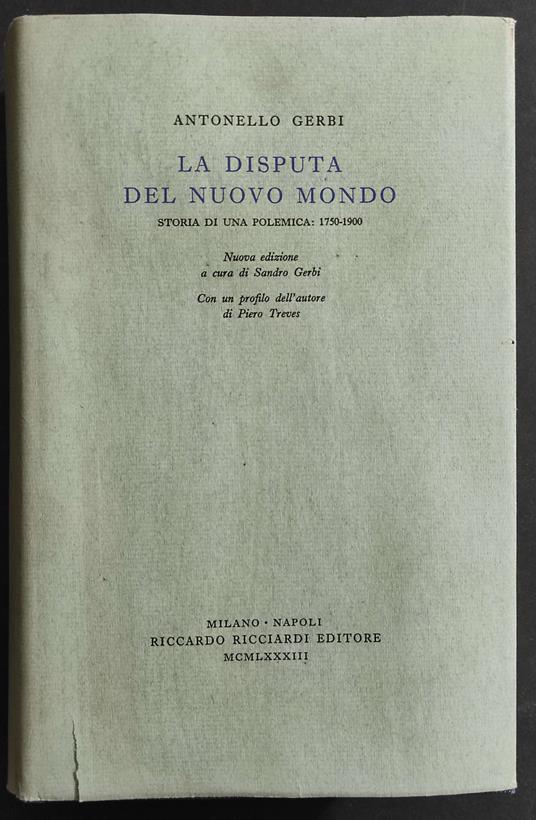 ANTONELLO GERBI
LA DISPUTA
DEL NUOVO MONDO
STORIA DI UNA POLEMICA: 1750-1900
Nuova edizione
a cura di Sandro Gerbi
Con un profilo dell'autore
di Piero Treves
MILANO · NAPOLI
RICCARDO RICCIARDI EDITORE
MCMLXXXIII